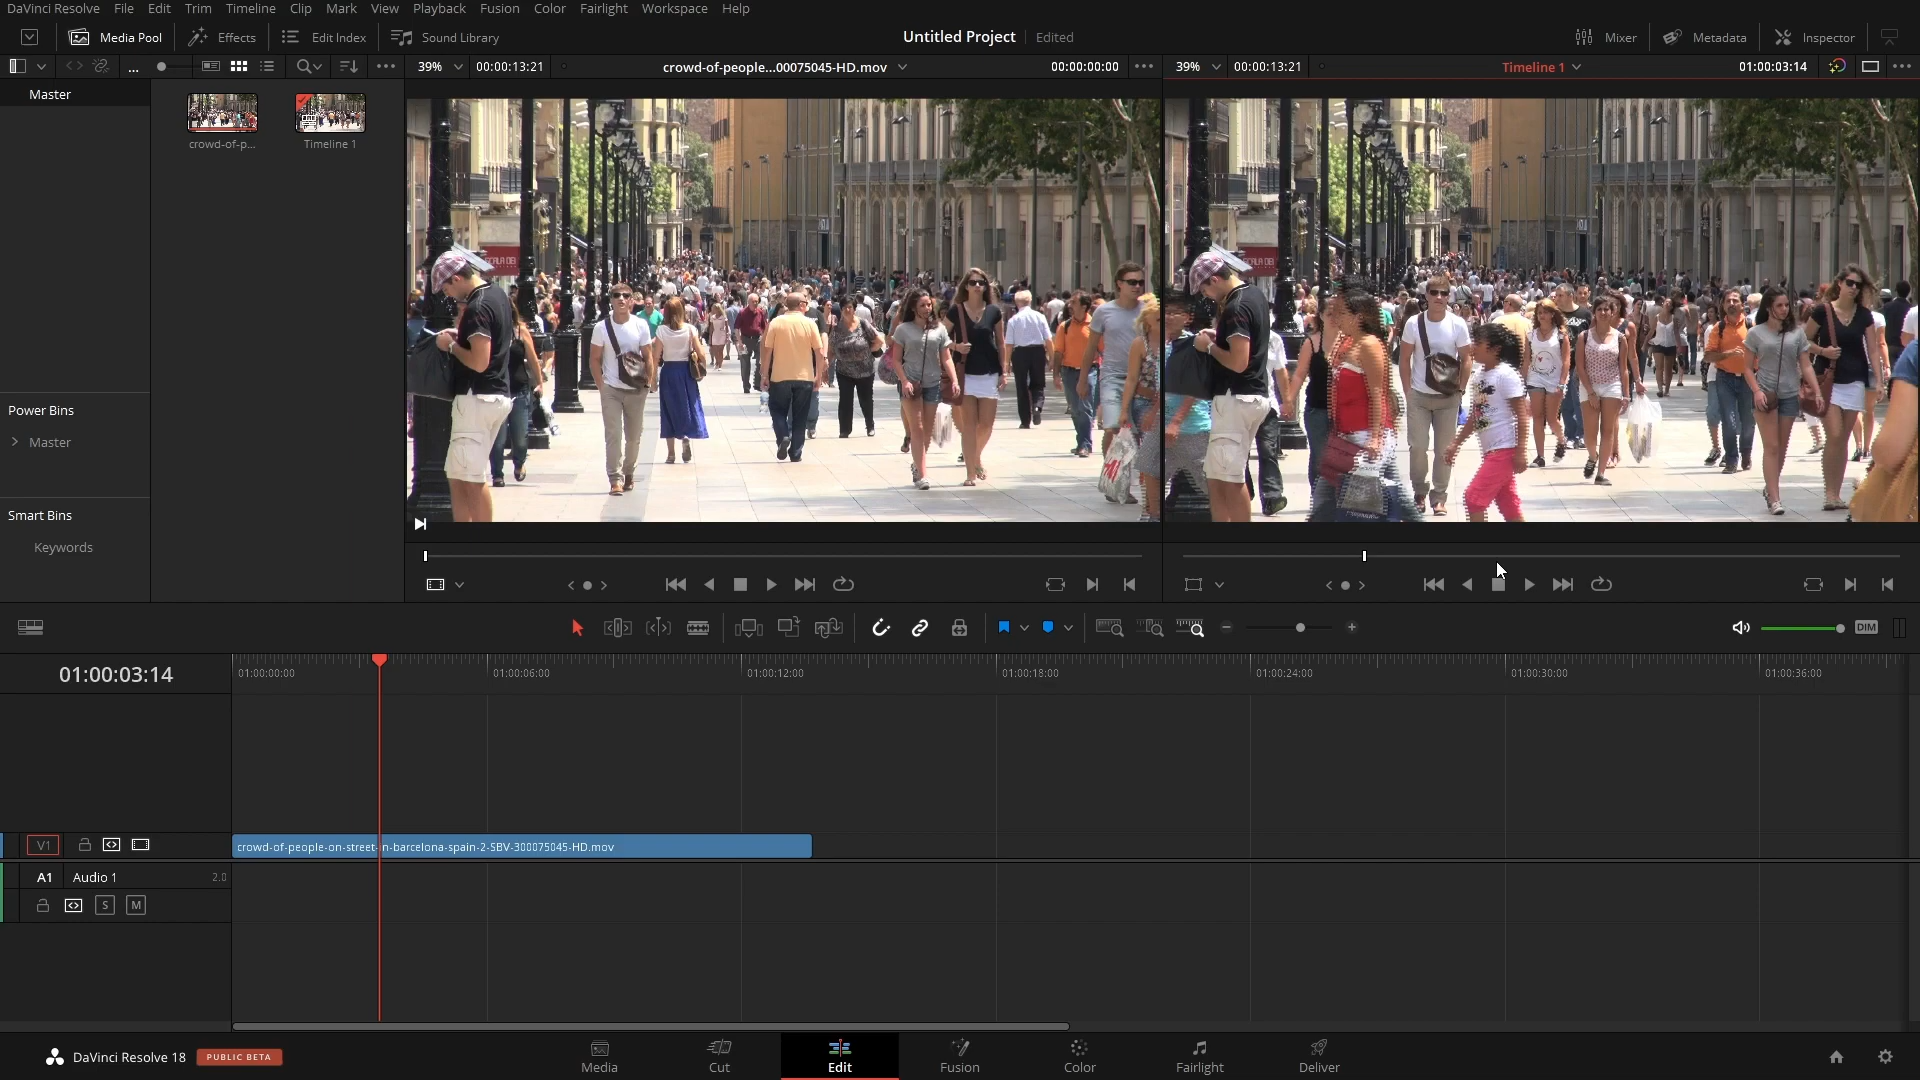 DaVinci Resolve File Edit Trim Timeline Clip Mark View Playback Fusion Color Fairlight Workspace Help
Media Pool Effects Edit Index Sound Library Untitled Project Edited Mixer Metadata Inspector
... 39% 00:00:13:21 crowd-of-people...00075045-HD.mov 00:00:00:00 39% 00:00:13:21 Timeline 1 01:00:03:14
Master
crowd-of-p... Timeline 1
Power Bins
Master
Smart Bins
Keywords
DIM
01:00:03:14 01:00:00:00 01:00:06:00 01:00:12:00 01:00:18:00 01:00:24:00 01:00:30:00 01:00:36:00
V1 crowd-of-people-on-street-in-barcelona-spain-2-SBV-300075045-HD.mov
A1 Audio 1 2.0
S M
DaVinci Resolve 18 PUBLIC BETA Media Cut Edit Fusion Color Fairlight Deliver